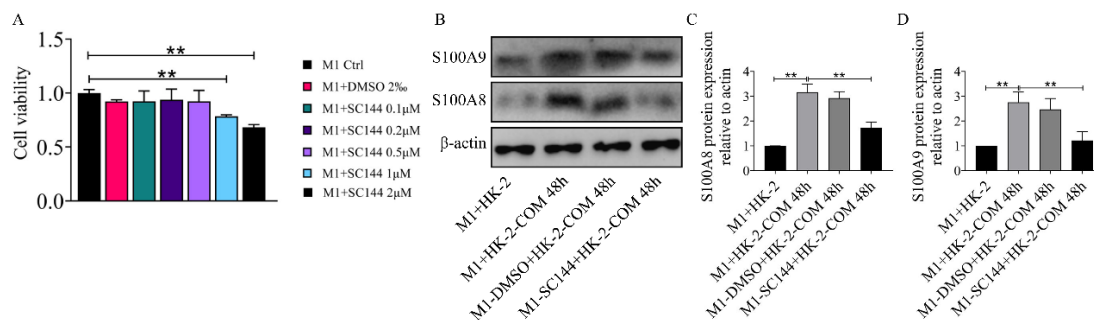 A
Cell viability
1.5
1.0
0.5
0.0
**
**
M1 Ctrl
M1+DMSO 2‰
M1+SC144 0.1μM
M1+SC144 0.2μM
M1+SC144 0.5μM
M1+SC144 1μM
M1+SC144 2μM
B
S100A9
S100A8
β-actin
M1+HK-2
M1+HK-2-COM 48h
M1-DMSO+HK-2-COM 48h
M1-SC144+HK-2-COM 48h
C
S100A8 protein expression
relative to actin
4
3
2
1
0
** **
M1+HK-2
M1+HK-2-COM 48h
M1-DMSO+HK-2-COM 48h
M1-SC144+HK-2-COM 48h
D
S100A9 protein expression
relative to actin
4
3
2
1
0
** **
M1+HK-2
M1+HK-2-COM 48h
M1-DMSO+HK-2-COM 48h
M1-SC144+HK-2-COM 48h